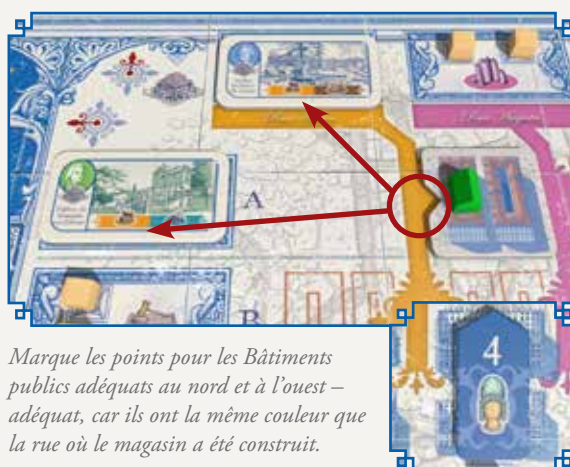 A
B
4
Marque les points pour les Bâtiments
publics adéquats au nord et à l'ouest –
adéquat, car ils ont la même couleur que
la rue où le magasin a été construit.